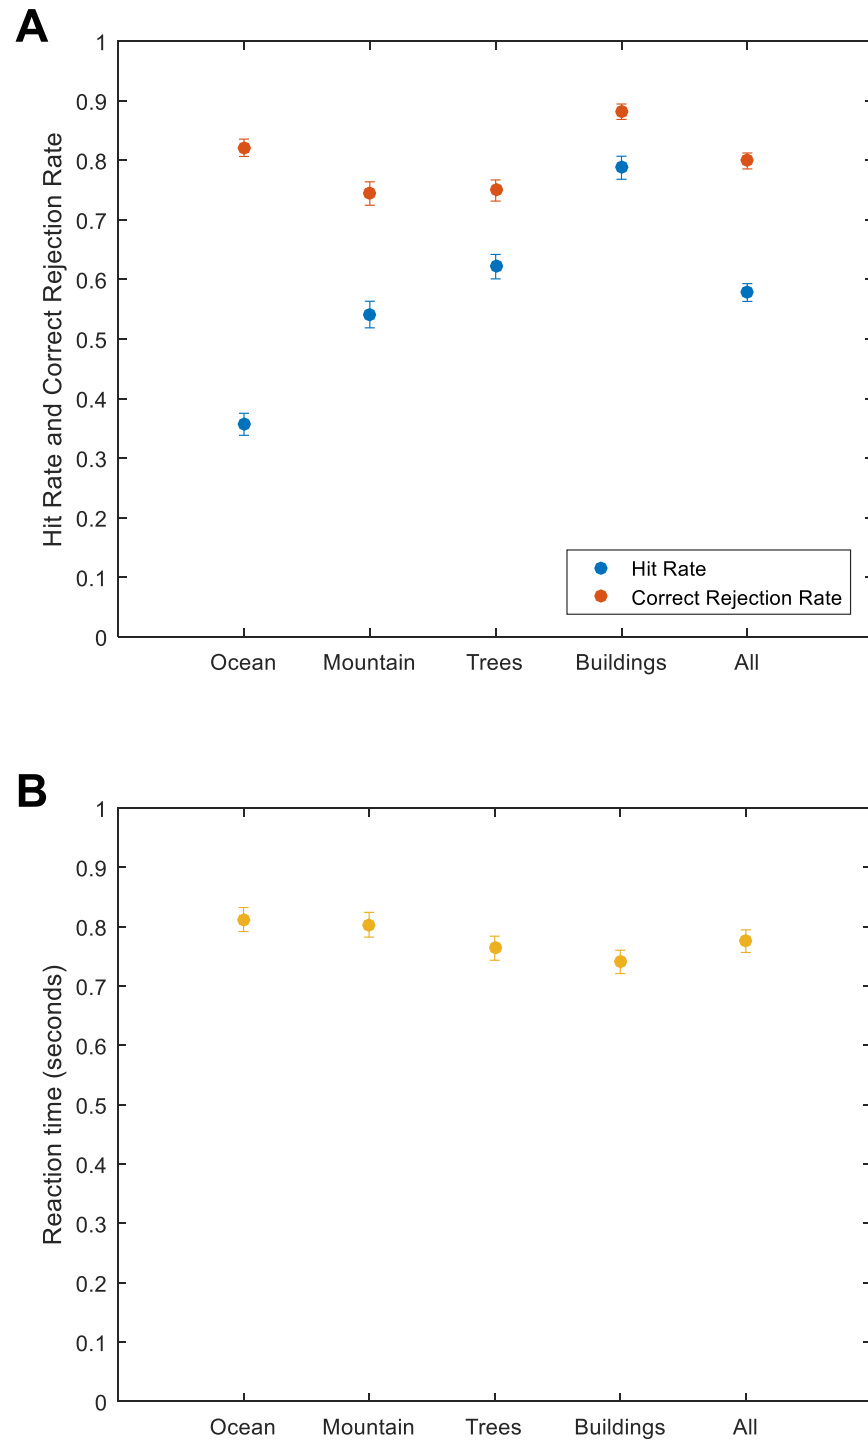 A
Hit Rate and Correct Rejection Rate
1
0.9
0.8
0.7
0.6
0.5
0.4
0.3
0.2
0.1
0
Hit Rate
Correct Rejection Rate
Ocean Mountain Trees Buildings All
B
Reaction time (seconds)
1
0.9
0.8
0.7
0.6
0.5
0.4
0.3
0.2
0.1
0
Ocean Mountain Trees Buildings All